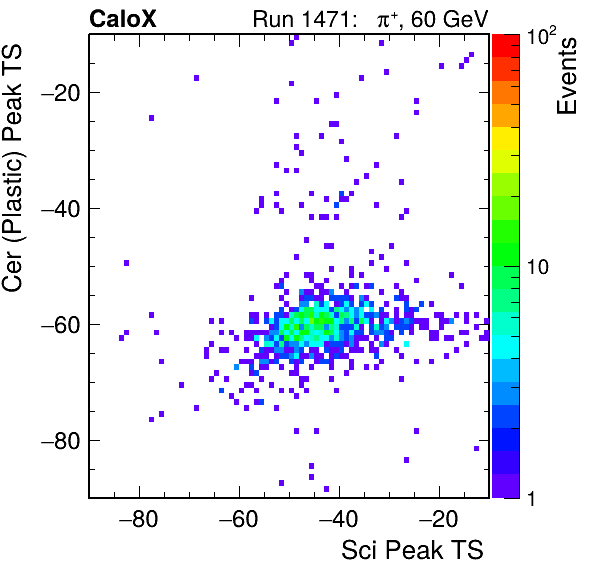 CaloX Run 1471: π⁺, 60 GeV
10²
Events
10
1
Cer (Plastic) Peak TS
−20
−40
−60
−80
−80 −60 −40 −20
Sci Peak TS